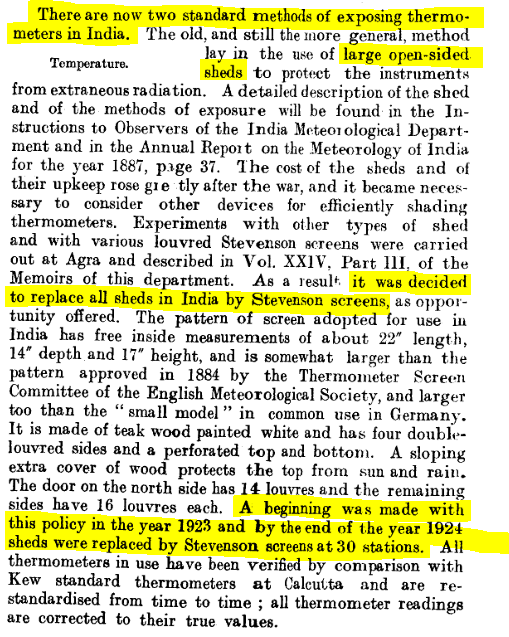 There are now two standard methods of exposing thermo-
meters in India. The old, and still the more general, method
lay in the use of large open-sided
Temperature.
sheds to protect the instruments
from extraneous radiation. A detailed description of the shed
and of the methods of exposure will be found in the In-
structions to Observers of the India Meteorological Depart-
ment and in the Annual Report on the Meteorology of India
for the year 1887, page 37. The cost of the sheds and of
their upkeep rose gre tly after the war, and it became neces-
sary to consider other devices for efficiently shading
thermometers. Experiments with other types of shed
and with various louvred Stevenson screens were carried
out at Agra and described in Vol. XXIV, Part III, of the
Memoirs of this department. As a result it was decided
to replace all sheds in India by Stevenson screens, as oppor-
tunity offered. The pattern of screen adopted for use in
India has free inside measurements of about 22″ length,
14″ depth and 17″ height, and is somewhat larger than the
pattern approved in 1884 by the Thermometer Screen
Committee of the English Meteorological Society, and larger
too than the “small model” in common use in Germany.
It is made of teak wood painted white and has four double-
louvred sides and a perforated top and bottom. A sloping
extra cover of wood protects the top from sun and rain.
The door on the north side has 14 louvres and the remaining
sides have 16 louvres each. A beginning was made with
this policy in the year 1923 and by the end of the year 1924
sheds were replaced by Stevenson screens at 30 stations. All
thermometers in use have been verified by comparison with
Kew standard thermometers at Calcutta and are re-
standardised from time to time ; all thermometer readings
are corrected to their true values.